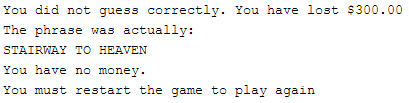 You did not guess correctly. You have lost $300.00
The phrase was actually:
STAIRWAY TO HEAVEN
You have no money.
You must restart the game to play again